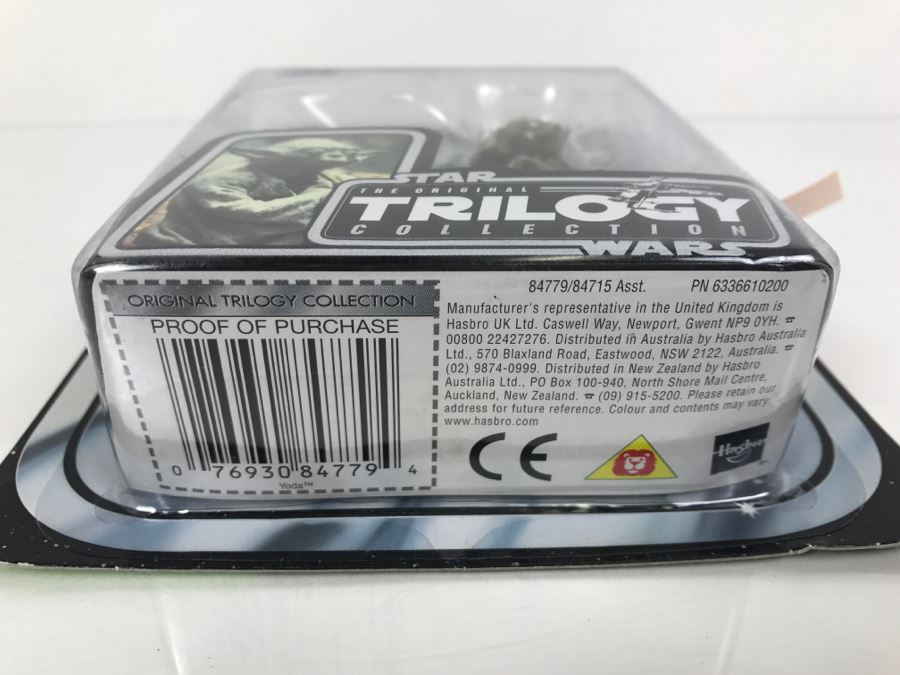 STAR
THE ORIGINAL
TRILOGY
COLLECTION
WARS
ORIGINAL TRILOGY COLLECTION
PROOF OF PURCHASE
0 76930 84779 4
Yoda™
84779/84715 Asst. PN 6336610200
Manufacturer's representative in the United Kingdom is
Hasbro UK Ltd. Caswell Way, Newport, Gwent NP9 0YH. ☎
00800 22427276. Distributed in Australia by Hasbro Australia
Ltd., 570 Blaxland Road, Eastwood, NSW 2122, Australia. ☎
(02) 9874-0999. Distributed in New Zealand by Hasbro
Australia Ltd., PO Box 100-940, North Shore Mail Centre,
Auckland, New Zealand. ☎ (09) 915-5200. Please retain our
address for future reference. Colour and contents may vary.
www.hasbro.com
CE
Hasbro